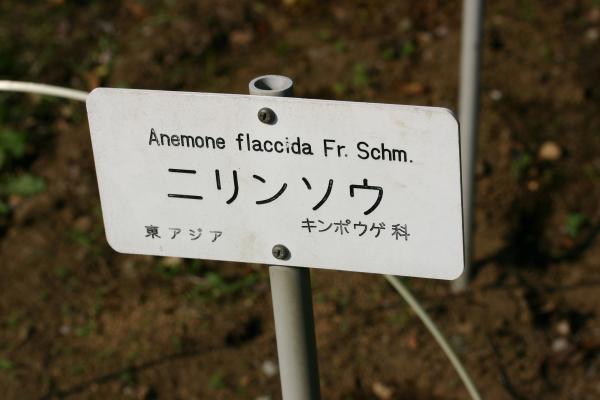 Anemone flaccida Fr. Schm.
ニリンソウ
東アジア
キンポウゲ科